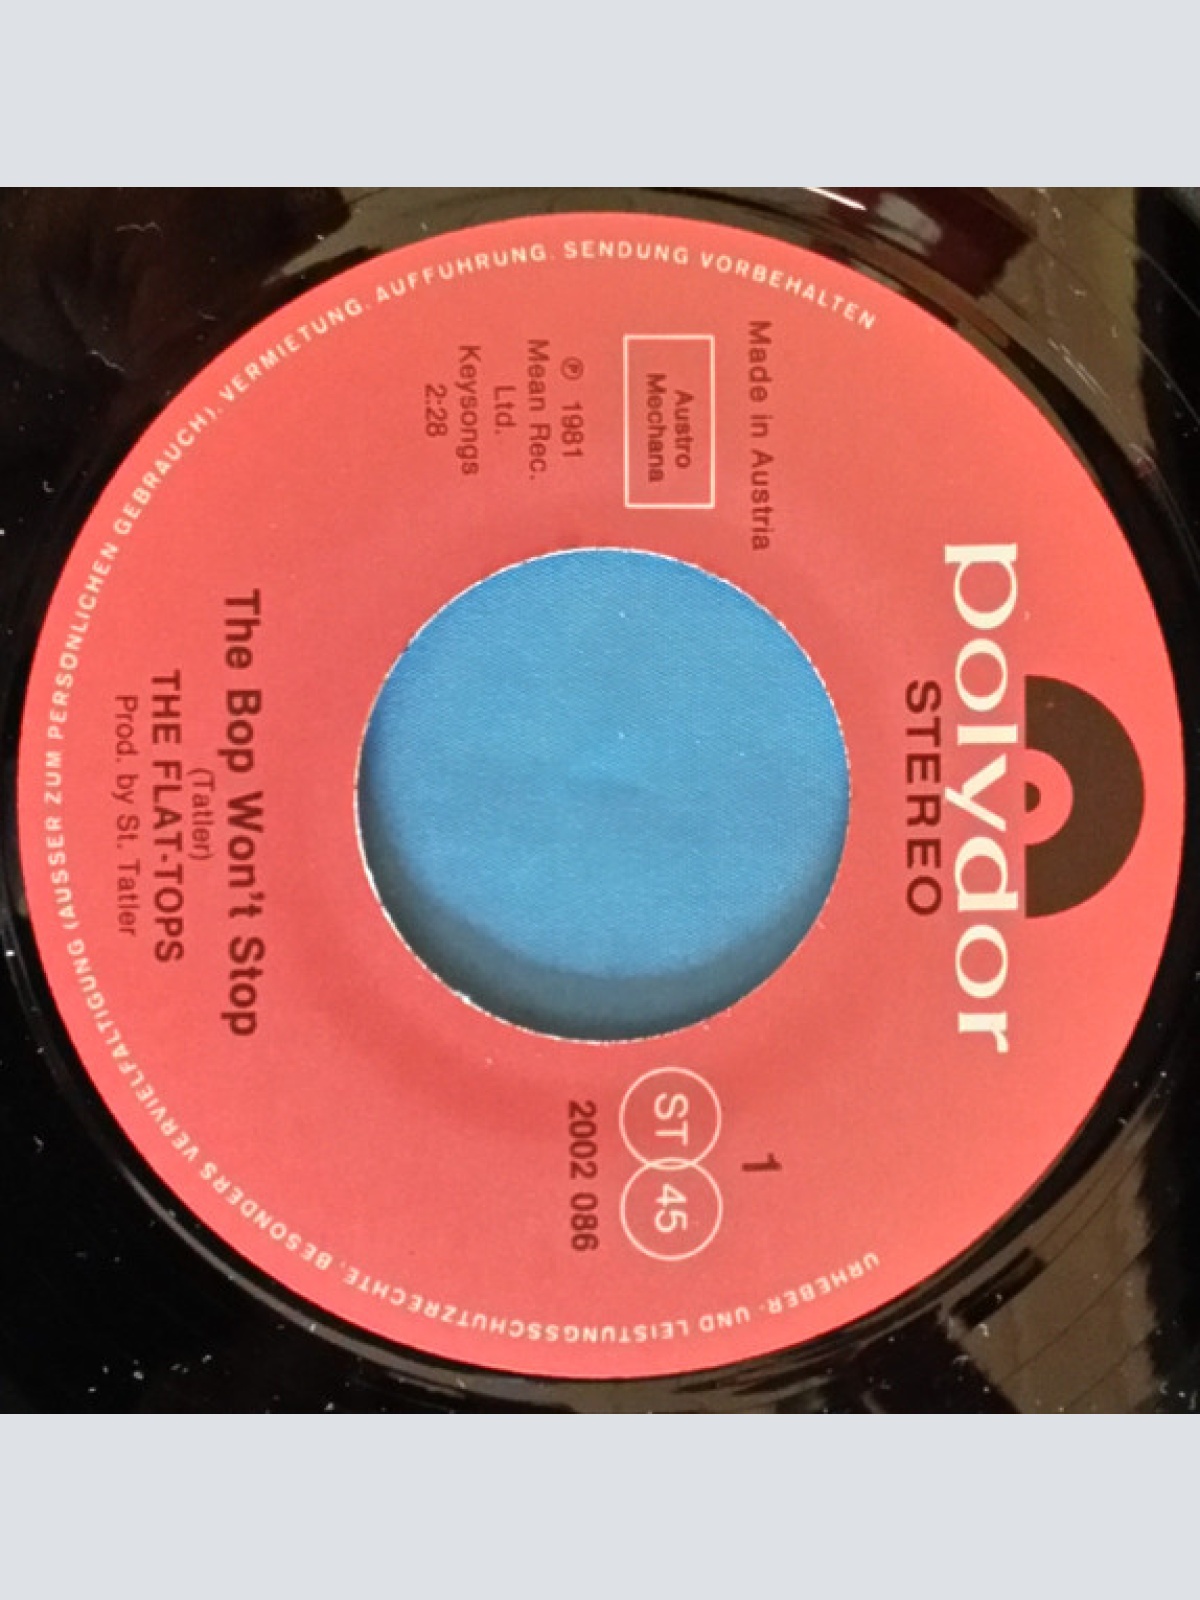 polydor
STEREO
Made in Austria
Austro
Mechana
℗ 1981
Mean Rec.
Ltd.
Keysongs
2:28
1
ST 45
2002 086
The Bop Won't Stop
(Tatler)
THE FLAT-TOPS
Prod. by St. Tatler
URHEBER- UND LEISTUNGSSCHUTZRECHTE, BESONDERS VERVIELFÄLTIGUNG (AUSSER ZUM PERSÖNLICHEN GEBRAUCH), VERMIETUNG. AUFFÜHRUNG. SENDUNG VORBEHALTEN